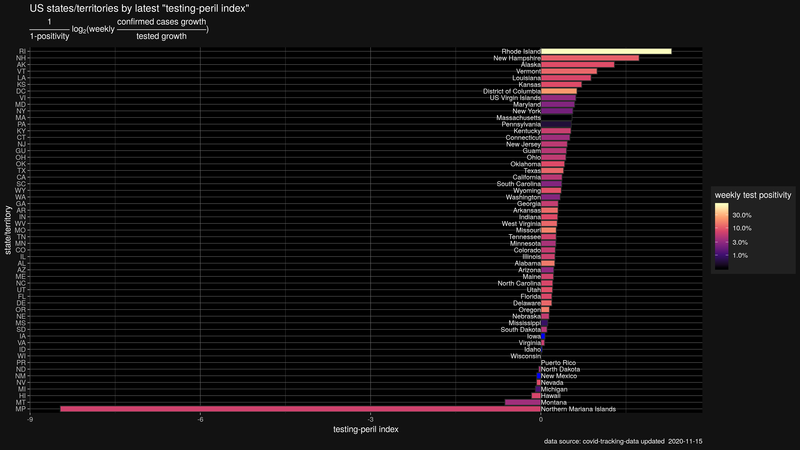 US states/territories by latest "testing-peril index"
1 confirmed cases growth
log2(weekly )
1-positivity tested growth
state/territory
RI Rhode Island
NH New Hampshire
AK Alaska
VT Vermont
LA Louisiana
KS Kansas
DC District of Columbia
VI US Virgin Islands
MD Maryland
NY New York
MA Massachusetts
PA Pennsylvania
KY Kentucky
CT Connecticut
NJ New Jersey
GU Guam
OH Ohio
OK Oklahoma
TX Texas
CA California
SC South Carolina
WY Wyoming
WA Washington
GA Georgia
AR Arkansas
IN Indiana
WV West Virginia
MO Missouri
TN Tennessee
MN Minnesota
CO Colorado
IL Illinois
AL Alabama
AZ Arizona
ME Maine
NC North Carolina
UT Utah
FL Florida
DE Delaware
OR Oregon
NE Nebraska
MS Mississippi
SD South Dakota
IA Iowa
VA Virginia
ID Idaho
WI Wisconsin
PR Puerto Rico
ND North Dakota
NM New Mexico
NV Nevada
MI Michigan
HI Hawaii
MT Montana
MP Northern Mariana Islands
-9 -6 -3 0
testing-peril index
weekly test positivity
30.0%
10.0%
3.0%
1.0%
data source: covid-tracking-data updated 2020-11-15